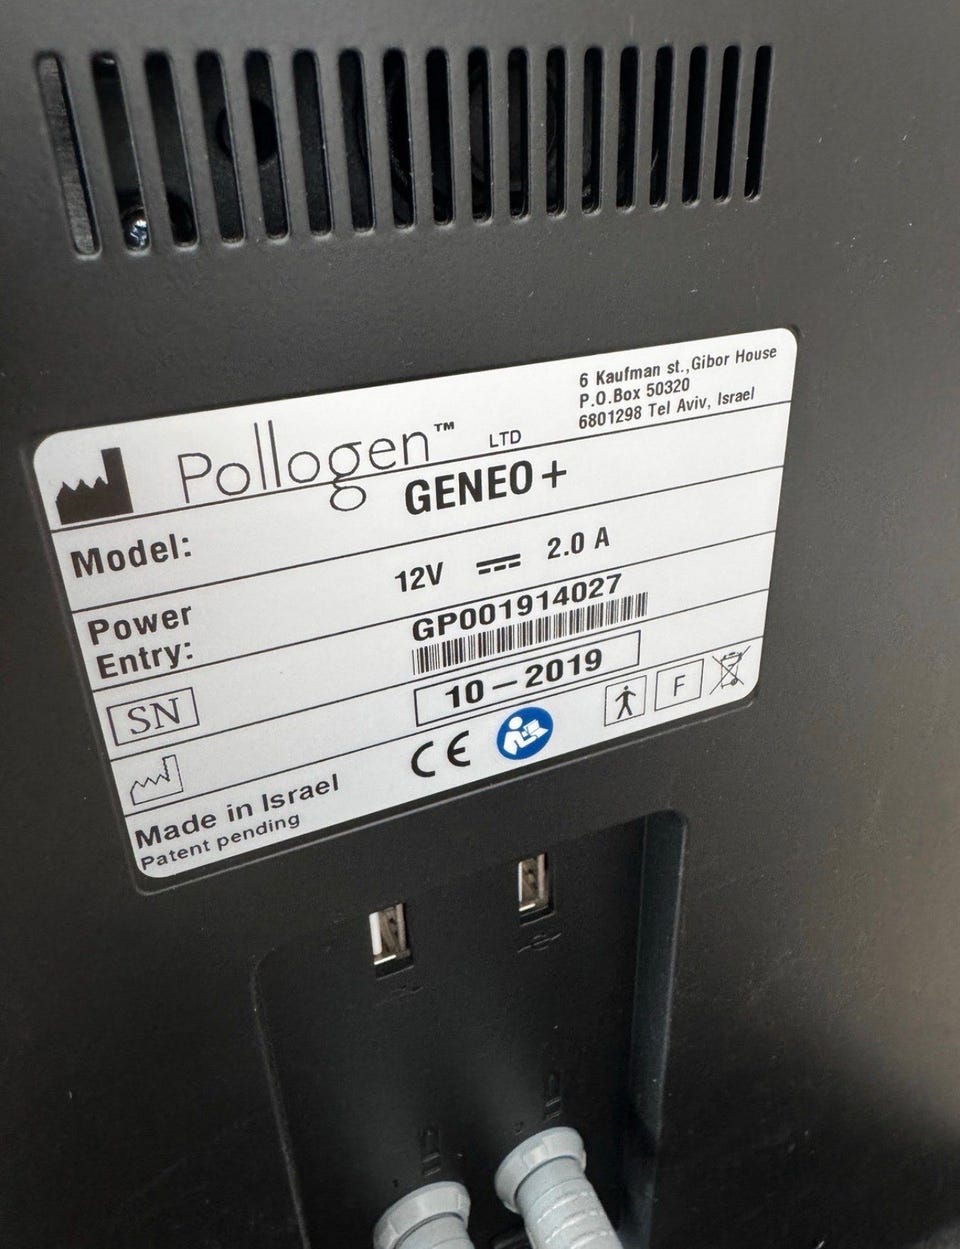 Pollogen™ LTD
6 Kaufman st.,Gibor House
P.O.Box 50320
6801298 Tel Aviv, Israel
Model: GENEO+
Power Entry: 12V 2.0 A
SN GP001914027
10-2019
Made in Israel
Patent pending
CE
F